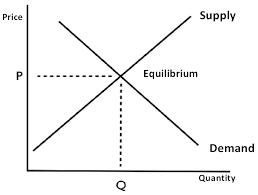 Price
Supply
P
Equilibrium
Demand
Quantity
Q